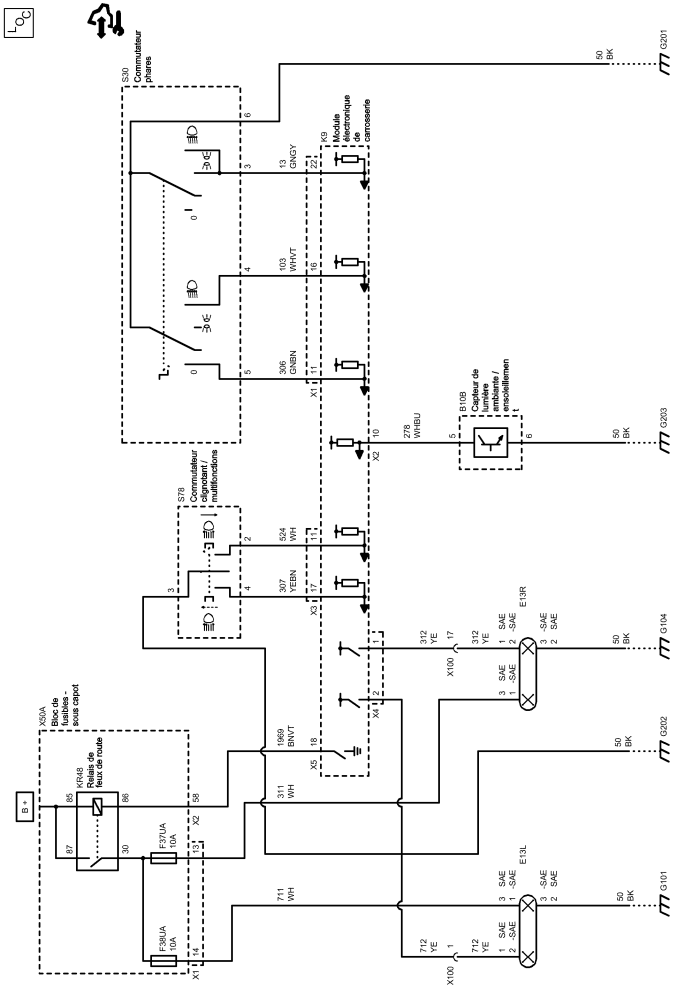 LOC
B +
X50A
Bloc de
fusibles -
sous capot
KR48
Relais de
feux de route
87
85
30
86
F38UA
10A
F37UA
10A
X1
14
13
X2
58
711
WH
311
WH
1969
BNVT
S78
Commutateur
clignotant /
multifonctions
3
4
2
307
YEBN
524
WH
S30
Commutateur
phares
0
0
5
4
3
6
306
GNBN
103
WHVT
13
GNGY
K9
Module
électronique
de
carrosserie
X5
18
X3
17
11
X1
11
16
22
X4
2
1
X2
10
278
WHBU
B10B
Capteur de
lumière
ambiante /
ensoleillemen
t
5
6
712
YE
X100
1
712
YE
312
YE
X100
17
312
YE
1 SAE
2 -SAE
3 SAE
1 -SAE
E13L
3 -SAE
2 SAE
3 SAE
1 -SAE
1 SAE
2 -SAE
E13R
3 -SAE
2 SAE
50
BK
G101
50
BK
G202
50
BK
G104
50
BK
G203
50
BK
G201